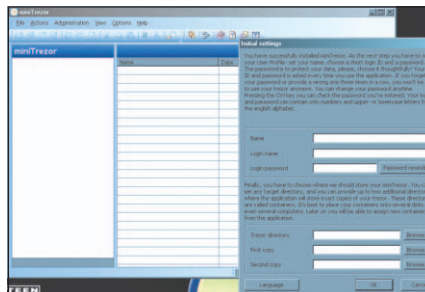 miniTrezor
File Actions Administration View Options Help
miniTrezor
Name Date
Initial settings
You have successfully installed miniTrezor. As the next step you have to
your User Profile: set your name, choose a short login ID and a password.
The password is to protect your data, please, choose it thoughtfully! Your
ID and password is asked every time you use the application. If you forget
your password or provide a wrong one three times in a row, you won't be
to use your trezor anymore. You can change your password anytime.
Pressing the Ctrl key you can check the password you've entered. Your
and password can contain only numbers and upper- or lowercase letters
the english alphabet.
Name
Login name
Login password Password
Finally, you have to choose where we should store your miniTrezor. You
set any target directory, and you can provide up to two additional
where the application will store exact copies of your trezor. These
are called containers. It's best to place your containers onto several
even several computers. Later on you will be able to assign new
from the application.
Trezor directory Browse
First copy Browse
Second copy Browse
Language OK
TEEN